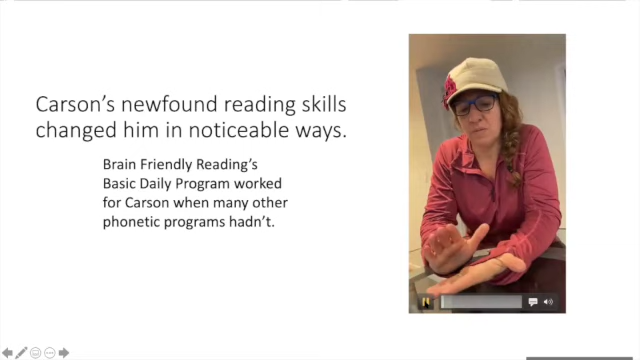 Carson’s newfound reading skills
changed him in noticeable ways.
Brain Friendly Reading’s
Basic Daily Program worked
for Carson when many other
phonetic programs hadn’t.